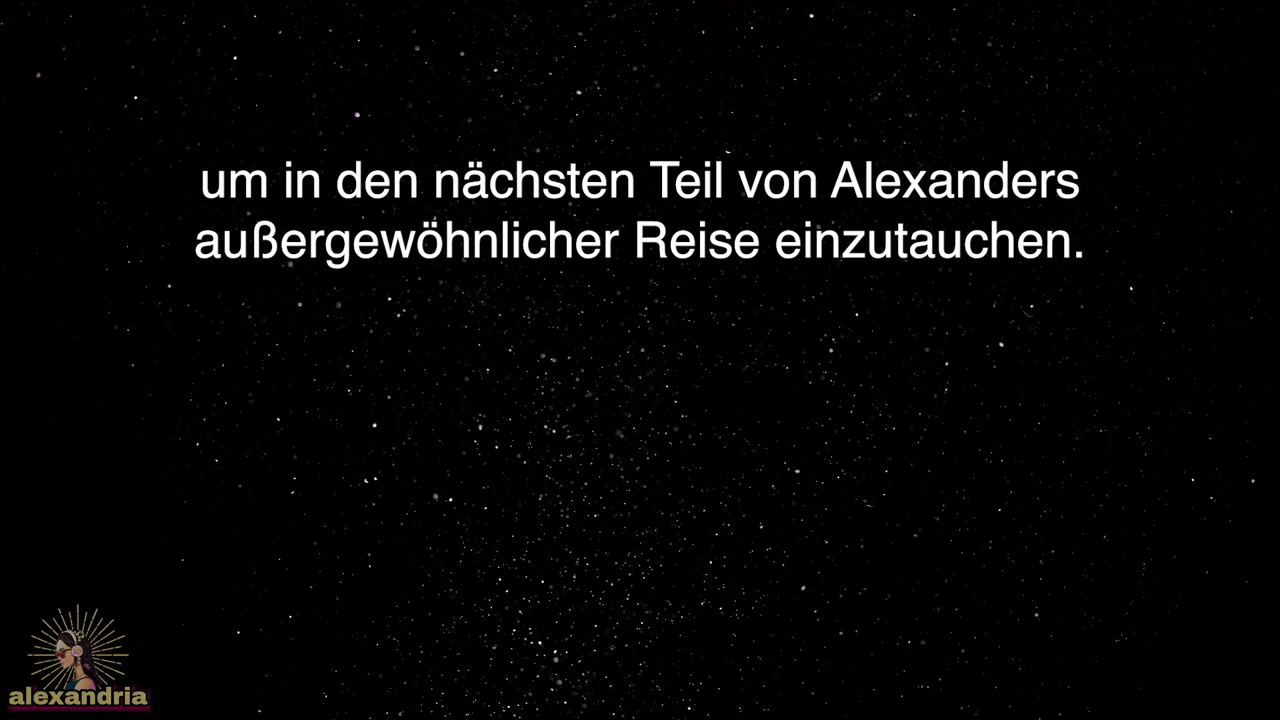 um in den nächsten Teil von Alexanders
außergewöhnlicher Reise einzutauchen.
alexandria